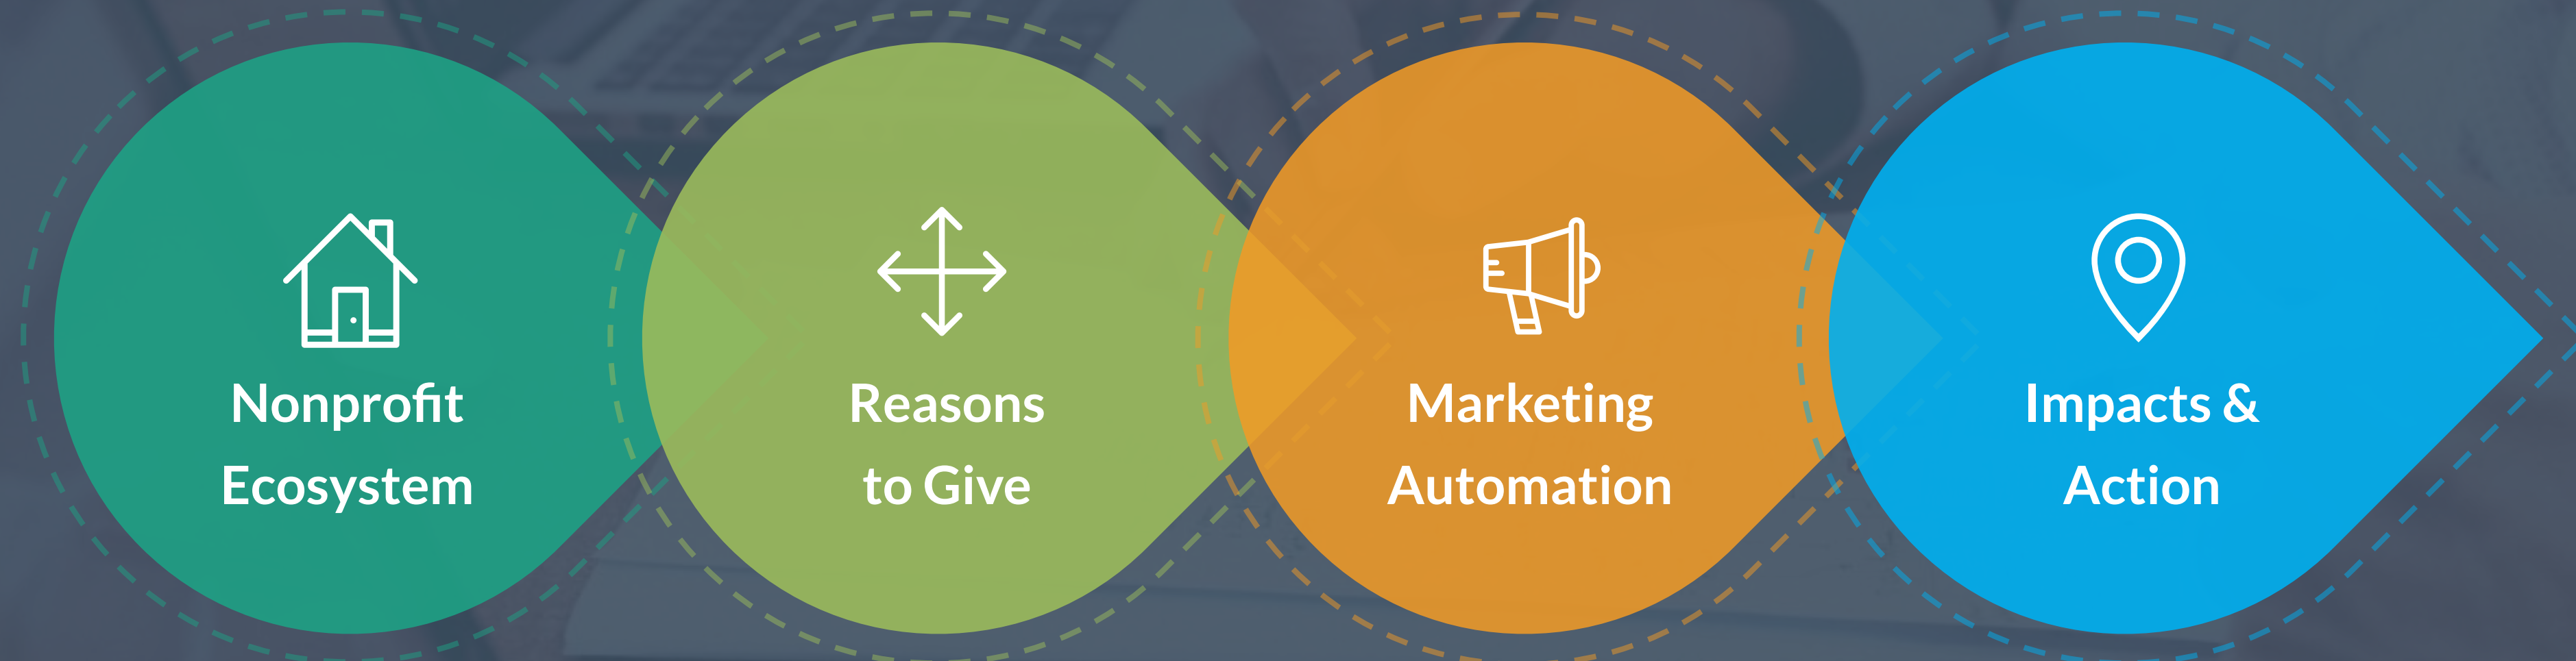 Nonprofit
Ecosystem
Reasons
to Give
Marketing
Automation
Impacts &
Action